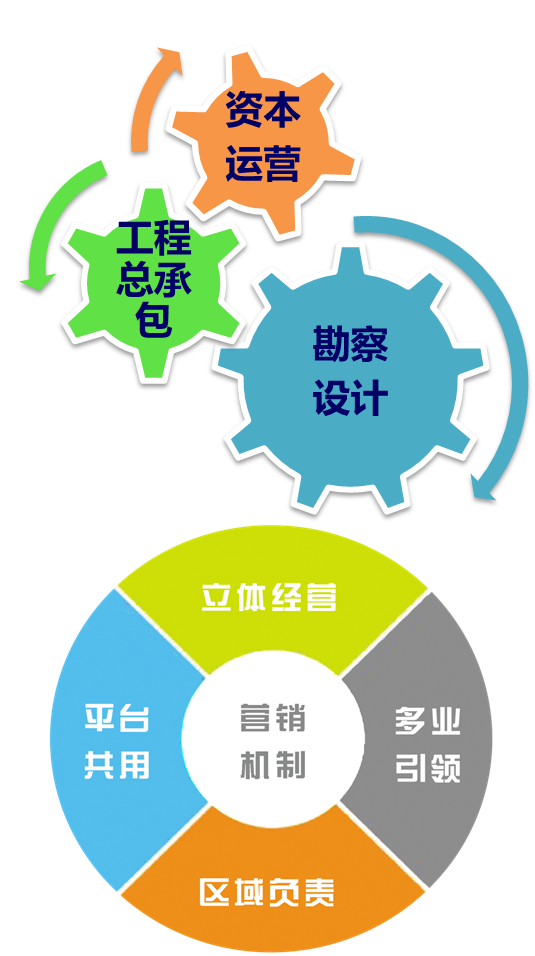 资本
运营
工程
总承
包
勘察
设计
立体经营
平台
共用
营销
机制
多业
引领
区域负责